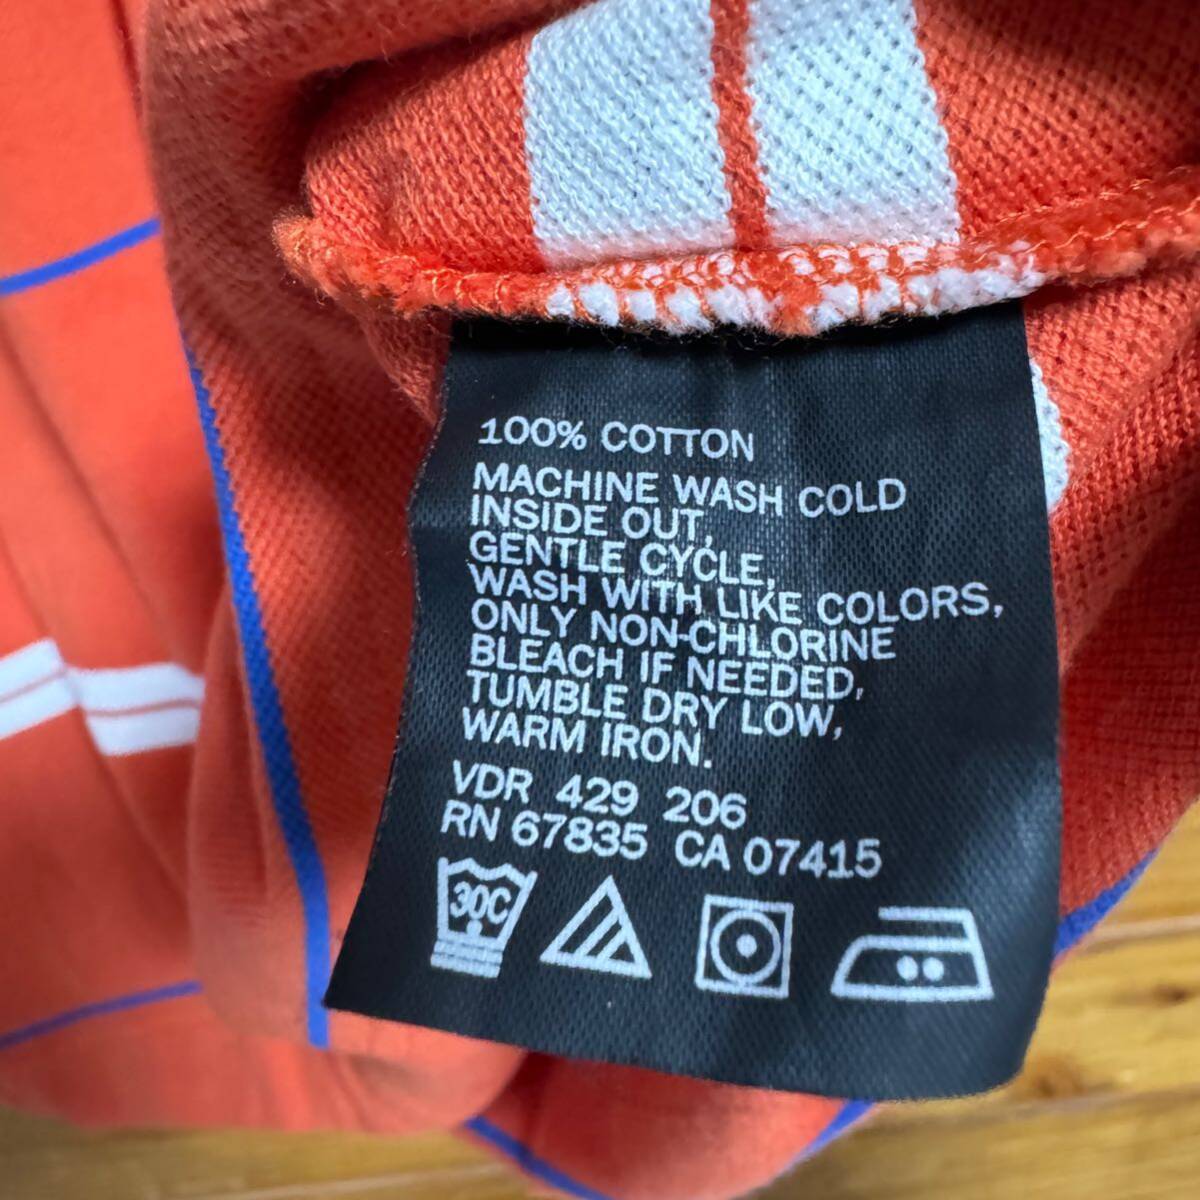 100% COTTON
MACHINE WASH COLD
INSIDE OUT,
GENTLE CYCLE,
WASH WITH LIKE COLORS,
ONLY NON-CHLORINE
BLEACH IF NEEDED,
TUMBLE DRY LOW,
WARM IRON.
VDR 429 206
RN 67835 CA 07415
30C